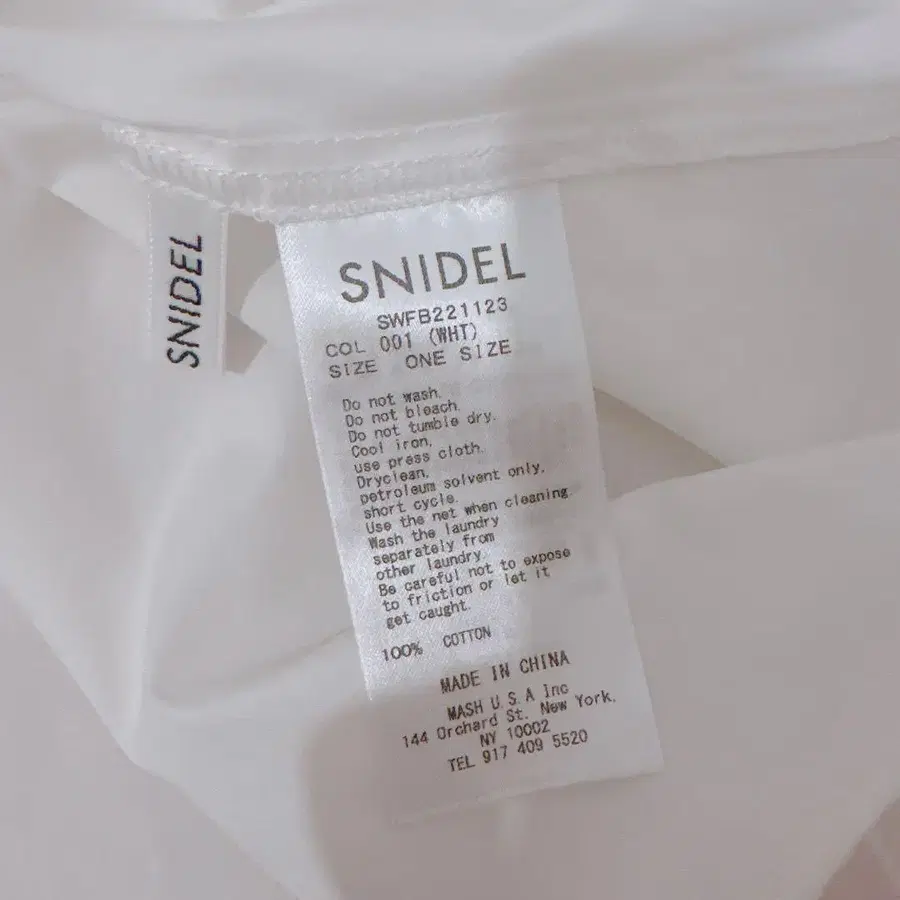 SNIDEL
SNIDEL
SWFB221123
COL 001 (WHT)
SIZE ONE SIZE
Do not wash.
Do not bleach.
Do not tumble dry.
Cool iron.
use press cloth.
Dryclean.
petroleum solvent only.
short cycle.
Use the net when cleaning.
Wash the laundry
separately from
other laundry.
Be careful not to expose
to friction or let it
get caught.
100% COTTON
MADE IN CHINA
MASH U.S.A Inc
144 Orchard St. New York.
NY 10002
TEL 917 409 5520